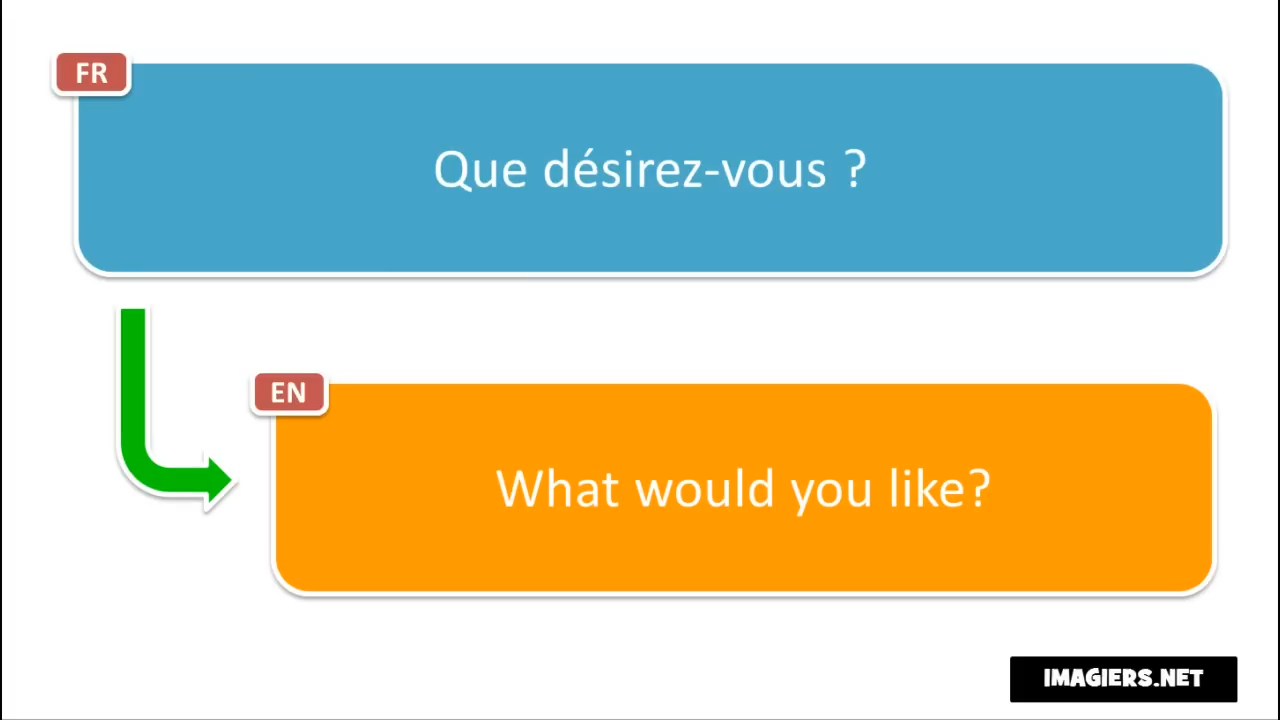 FR
Que désirez-vous ?
EN
What would you like?
IMAGIERS.NET